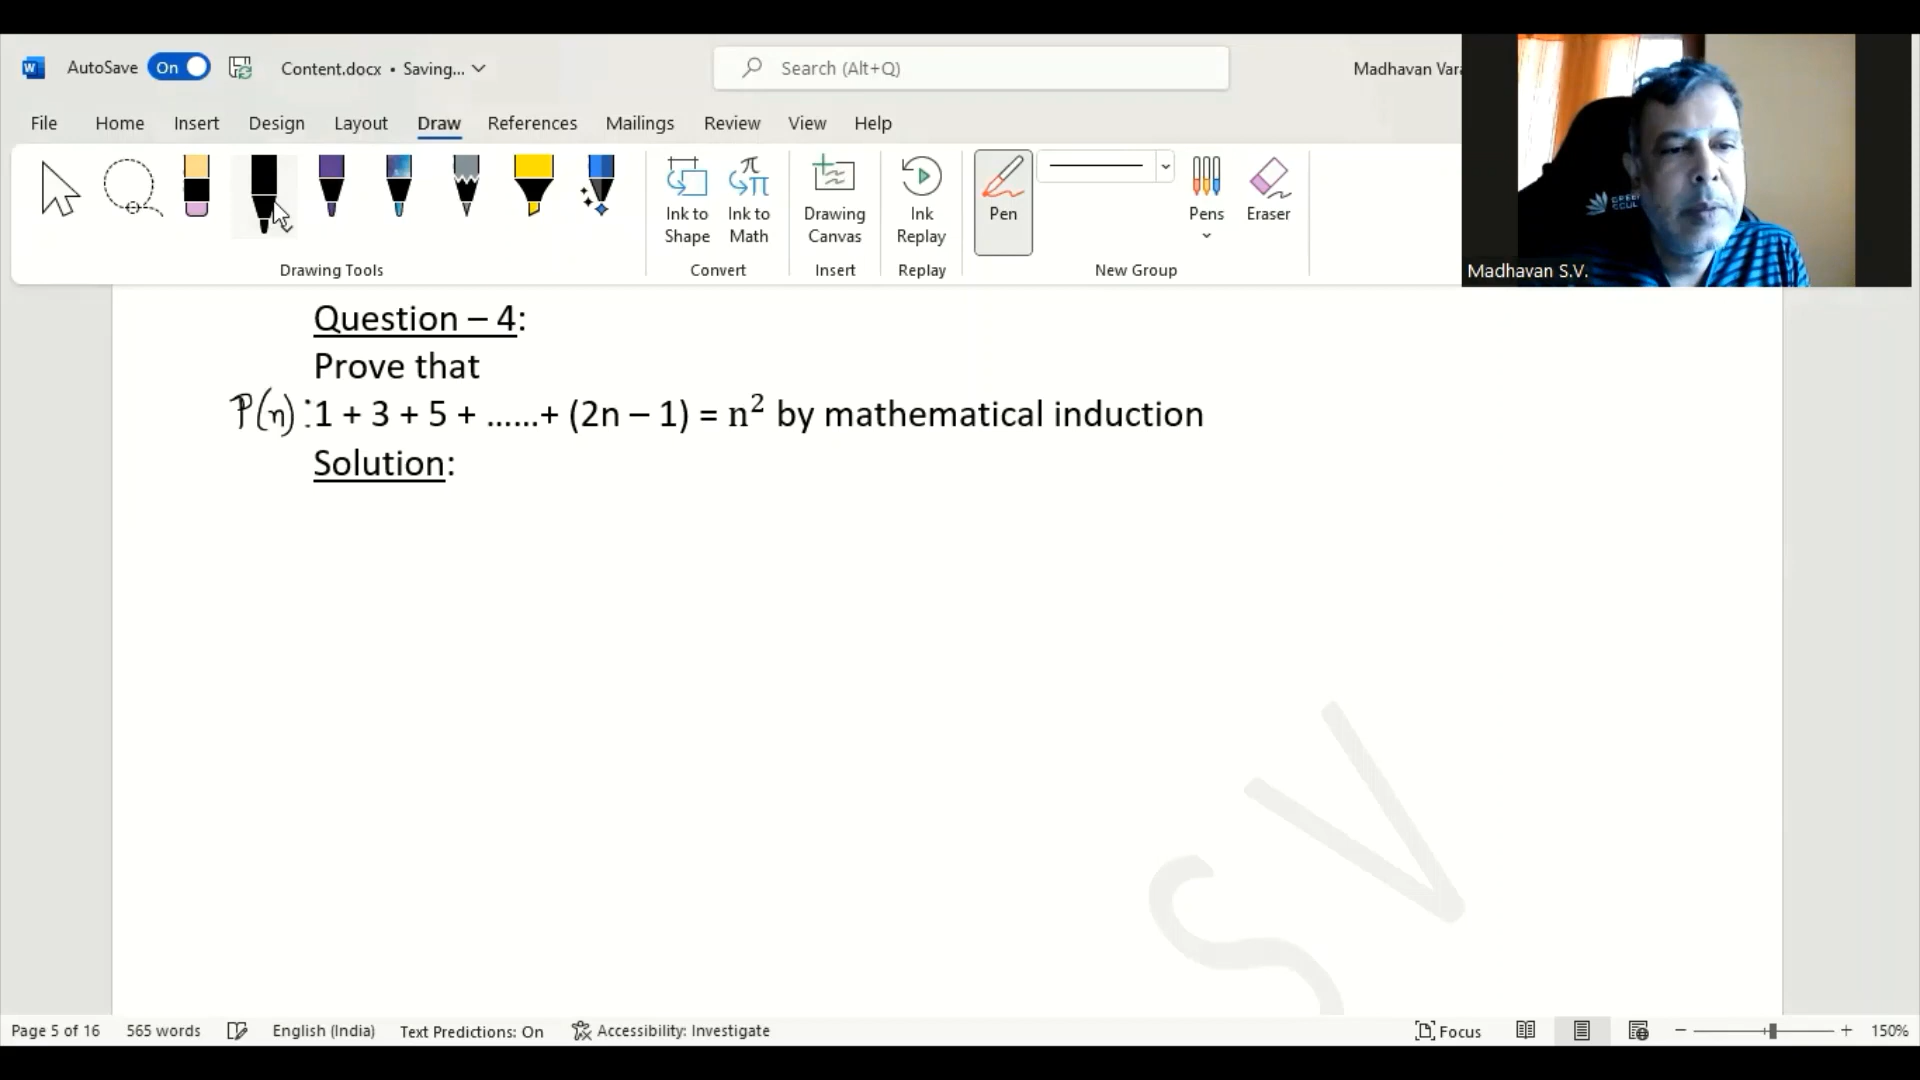 AutoSave On Content.docx • Saving... Search (Alt+Q) Madhavan Vara
File Home Insert Design Layout Draw References Mailings Review View Help
Ink to Shape Ink to Math Drawing Canvas Ink Replay Pen Pens Eraser
Drawing Tools Convert Insert Replay New Group
Madhavan S.V.
Question – 4:
Prove that
P(n): 1 + 3 + 5 + ......+ (2n – 1) = n² by mathematical induction
Solution:
S V
Page 5 of 16 565 words English (India) Text Predictions: On Accessibility: Investigate Focus 150%